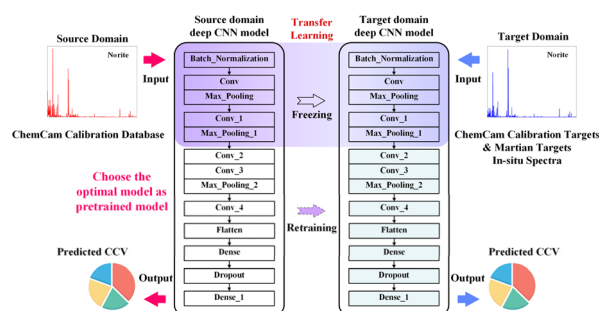 Source domain
deep CNN model
Transfer
Learning
Target domain
deep CNN model
Source Domain
Norite
Input
ChemCam Calibration Database
Choose the
optimal model as
pretrained model
Predicted CCV
Output
Batch_Normalization
Conv
Max_Pooling
Conv_1
Max_Pooling_1
Conv_2
Conv_3
Max_Pooling_2
Conv_4
Flatten
Dense
Dropout
Dense_1
Freezing
Retraining
Batch_Normalization
Conv
Max_Pooling
Conv_1
Max_Pooling_1
Conv_2
Conv_3
Max_Pooling_2
Conv_4
Flatten
Dense
Dropout
Dense_1
Target Domain
Norite
Input
ChemCam Calibration Targets
& Martian Targets
In-situ Spectra
Predicted CCV
Output